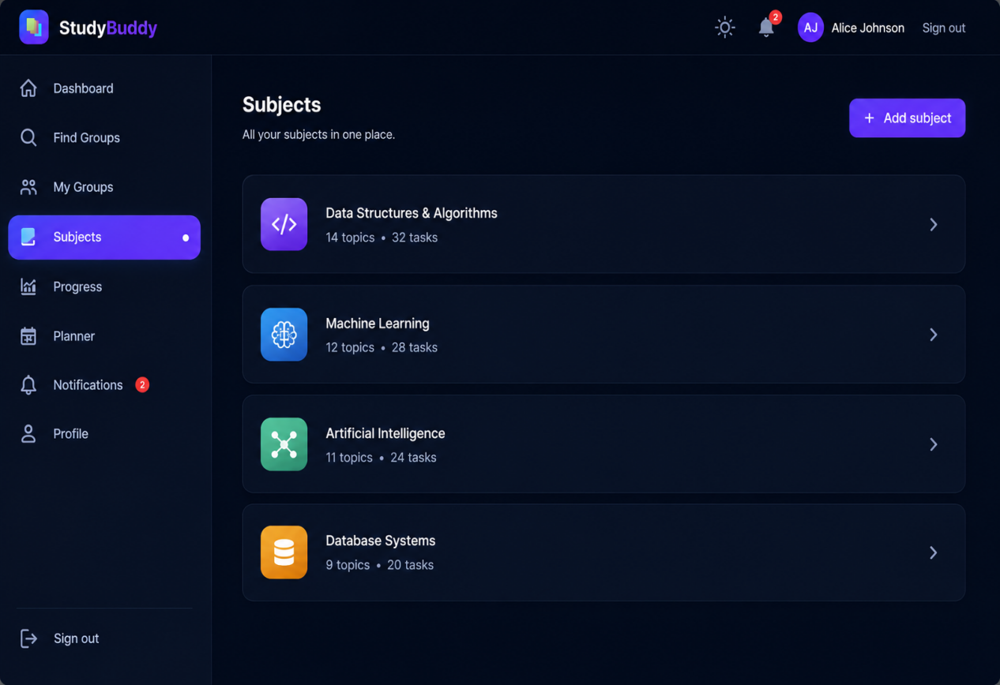 StudyBuddy
2
AJ
Alice Johnson
Sign out
Dashboard
Find Groups
My Groups
Subjects
Progress
Planner
Notifications
2
Profile
Sign out
Subjects
All your subjects in one place.
+ Add subject
Data Structures & Algorithms
14 topics • 32 tasks
Machine Learning
12 topics • 28 tasks
Artificial Intelligence
11 topics • 24 tasks
Database Systems
9 topics • 20 tasks